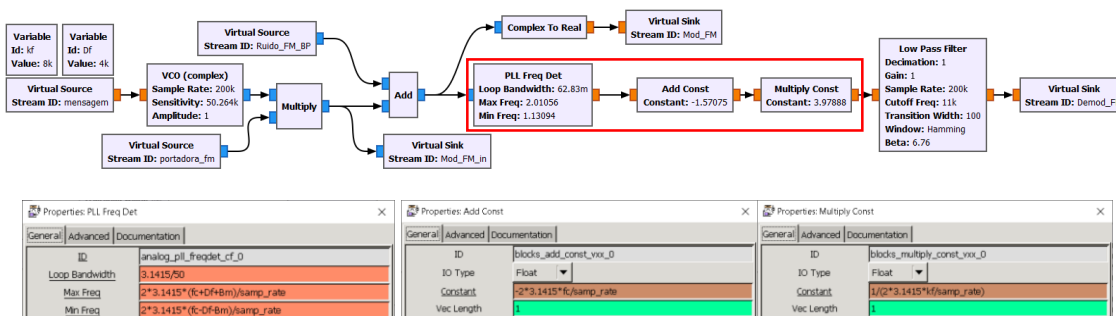 Variable
Id: kf
Value: 8k
Variable
Id: Df
Value: 4k
Virtual Source
Stream ID: mensagem
VCO (complex)
Sample Rate: 200k
Sensitivity: 50.264k
Amplitude: 1
Virtual Source
Stream ID: Ruido_FM_BP
Virtual Source
Stream ID: portadora_fm
Multiply
Add
Complex To Real
Virtual Sink
Stream ID: Mod_FM
Virtual Sink
Stream ID: Mod_FM_in
PLL Freq Det
Loop Bandwidth: 62.83m
Max Freq: 2.01056
Min Freq: 1.13094
Add Const
Constant: -1.57075
Multiply Const
Constant: 3.97888
Low Pass Filter
Decimation: 1
Gain: 1
Sample Rate: 200k
Cutoff Freq: 11k
Transition Width: 100
Window: Hamming
Beta: 6.76
Virtual Sink
Stream ID: Demod_F
Properties: PLL Freq Det
General Advanced Documentation
ID analog_pll_freqdet_cf_0
Loop Bandwidth 3.1415/50
Max Freq 2*3.1415*(fc+Df+Bm)/samp_rate
Min Freq 2*3.1415*(fc-Df-Bm)/samp_rate
Properties: Add Const
General Advanced Documentation
ID blocks_add_const_vxx_0
IO Type Float
Constant -2*3.1415*fc/samp_rate
Vec Length 1
Properties: Multiply Const
General Advanced Documentation
ID blocks_multiply_const_vxx_0
IO Type Float
Constant 1/(2*3.1415*kf/samp_rate)
Vec Length 1